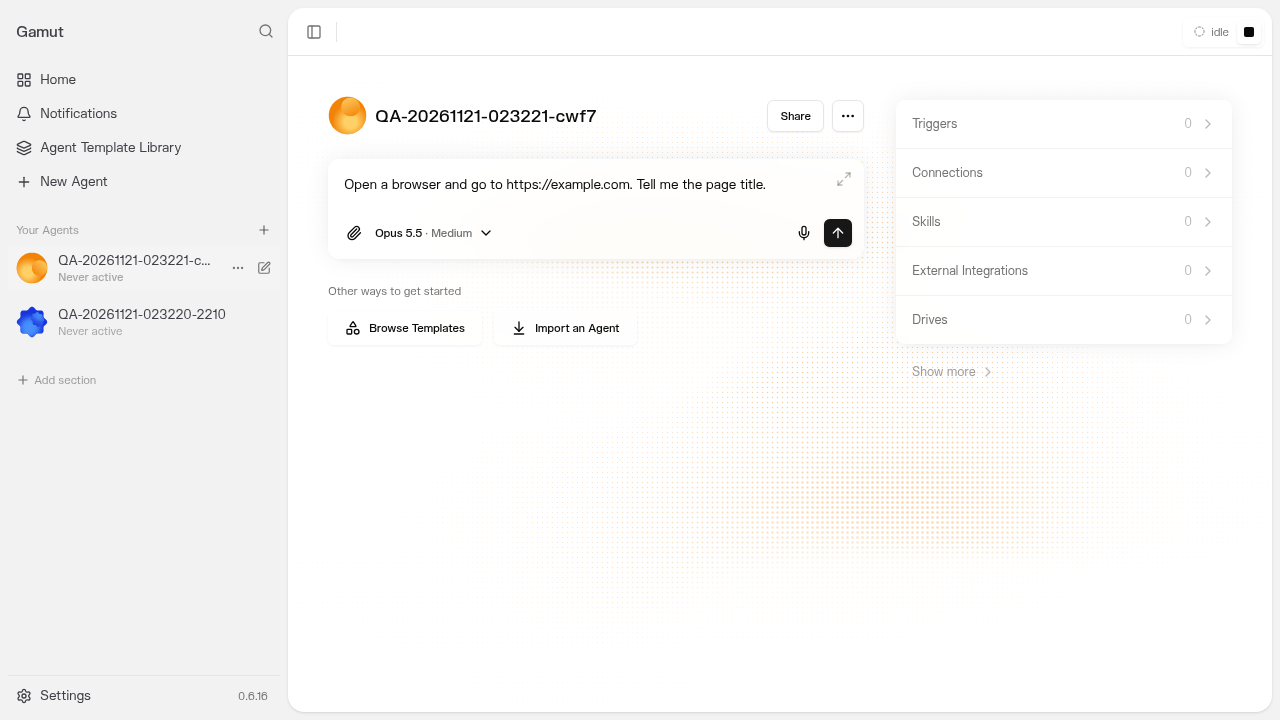 Gamut
Home
Notifications
Agent Template Library
New Agent
Your Agents
QA-20261121-023221-c...
Never active
QA-20261121-023220-2210
Never active
Add section
Settings
0.6.16
idle
QA-20261121-023221-cwf7
Share
Open a browser and go to https://example.com. Tell me the page title.
Opus 5.5 · Medium
Other ways to get started
Browse Templates
Import an Agent
Triggers 0
Connections 0
Skills 0
External Integrations 0
Drives 0
Show more